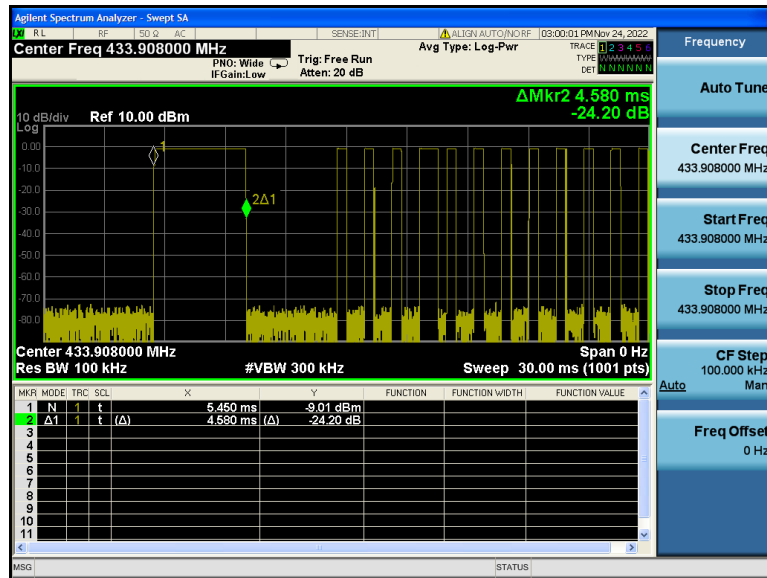 Agilent Spectrum Analyzer - Swept SA
LXI RL RF 50 Ω AC SENSE:INT ALIGN AUTO/NO RF 03:00:01 PM Nov 24, 2022
Center Freq 433.908000 MHz
PNO: Wide
IFGain:Low
Trig: Free Run
Atten: 20 dB
Avg Type: Log-Pwr
TRACE 1 2 3 4 5 6
TYPE
DET N N N N N N
ΔMkr2 4.580 ms
-24.20 dB
10 dB/div Ref 10.00 dBm
Log
0.00
-10.0
-20.0
-30.0
-40.0
-50.0
-60.0
-70.0
-80.0
1
2Δ1
Center 433.908000 MHz Span 0 Hz
Res BW 100 kHz #VBW 300 kHz Sweep 30.00 ms (1001 pts)
MKR MODE TRC SCL X Y FUNCTION FUNCTION WIDTH FUNCTION VALUE
1 N 1 t 5.450 ms -9.01 dBm
2 Δ1 1 t (Δ) 4.580 ms (Δ) -24.20 dB
3
4
5
6
7
8
9
10
11
MSG STATUS
Frequency
Auto Tune
Center Freq
433.908000 MHz
Start Freq
433.908000 MHz
Stop Freq
433.908000 MHz
CF Step
100.000 kHz
Auto Man
Freq Offset
0 Hz